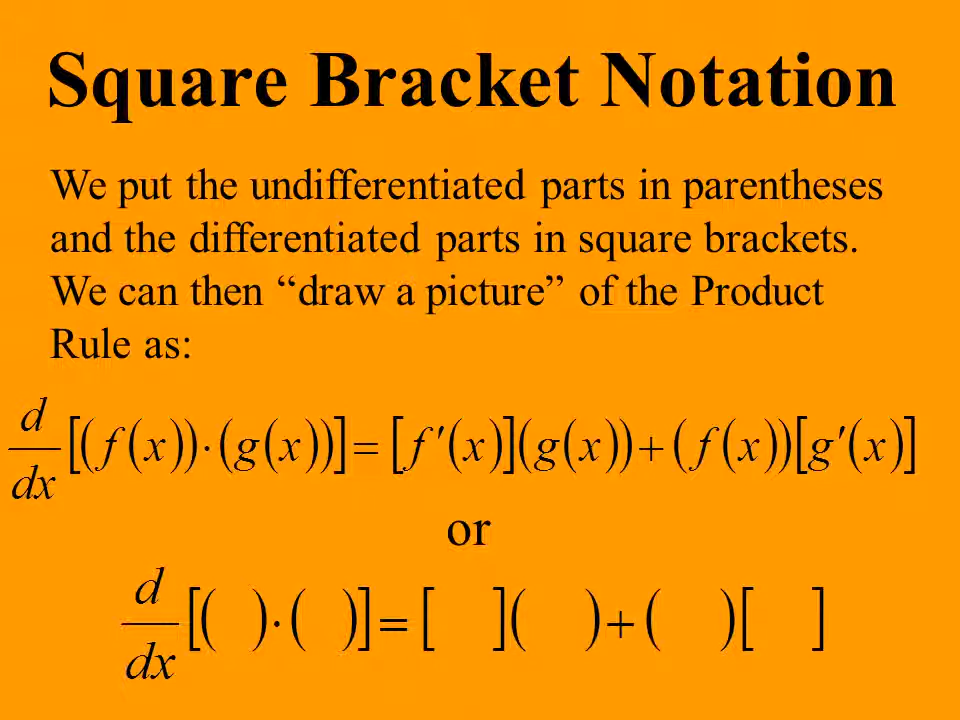 Square Bracket Notation
We put the undifferentiated parts in parentheses
and the differentiated parts in square brackets.
We can then “draw a picture” of the Product
Rule as:
d/dx [(f(x))·(g(x))] = [f′(x)](g(x)) + (f(x))[g′(x)]
or
d/dx [( )·( )] = [ ]( ) + ( )[ ]